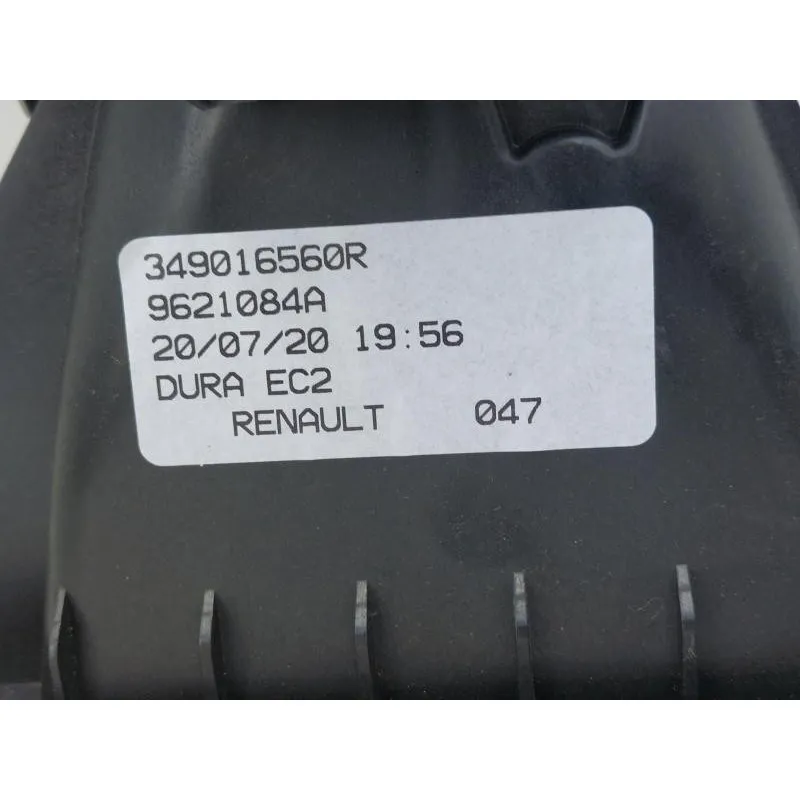 349016560R
9621084A
20/07/20 19:56
DURA EC2
RENAULT 047